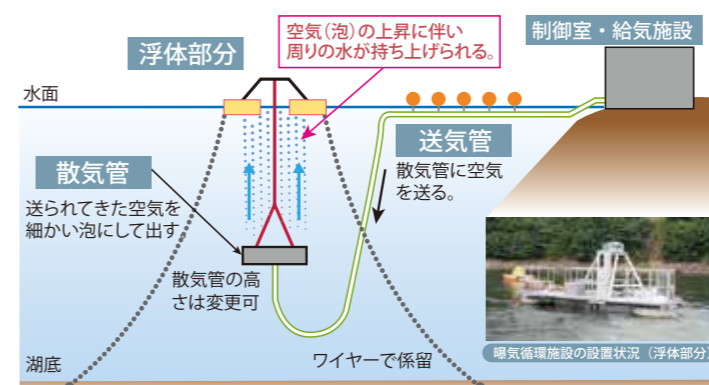 空気（泡）の上昇に伴い
周りの水が持ち上げられる。
制御室・給気施設
浮体部分
水面
送気管
散気管に空気
を送る。
散気管
送られてきた空気を
細かい泡にして出す。
散気管の高
さは変更可
湖底
ワイヤーで係留
曝気循環施設の設置状況（浮体部分）